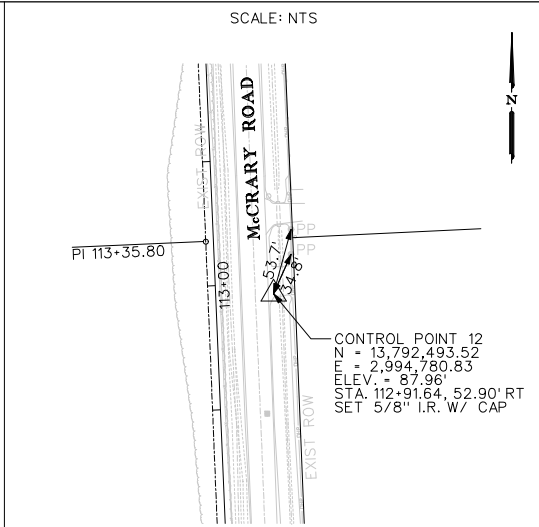 SCALE: NTS
N
McCRARY ROAD
EXIST ROW
PP
PI 113+35.80
PP
53.7'
34.8'
113+00
CONTROL POINT 12
N = 13,792,493.52
E = 2,994,780.83
ELEV. = 87.96'
STA. 112+91.64, 52.90' RT
SET 5/8" I.R. W/ CAP
EXIST ROW